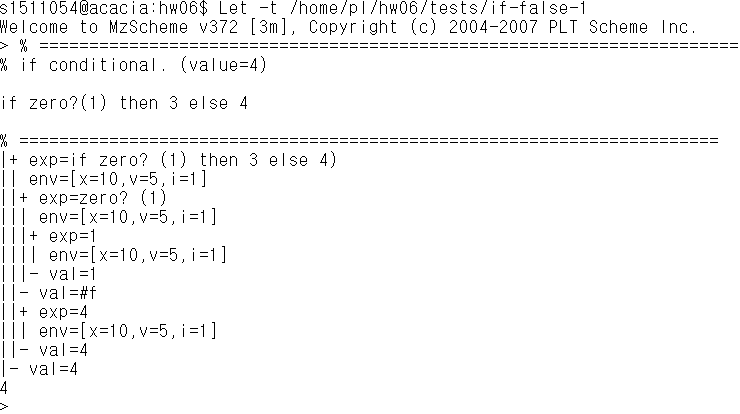 s1511054@acacia:hw06$ Let -t /home/pl/hw06/tests/if-false-1
Welcome to MzScheme v372 [3m], Copyright (c) 2004-2007 PLT Scheme Inc.
> % ======================================================================
% if conditional. (value=4)
if zero?(1) then 3 else 4
% ======================================================================
|+ exp=if zero? (1) then 3 else 4)
|| env=[x=10,v=5,i=1]
||+ exp=zero? (1)
||| env=[x=10,v=5,i=1]
|||+ exp=1
|||| env=[x=10,v=5,i=1]
|||- val=1
||- val=#f
||+ exp=4
||| env=[x=10,v=5,i=1]
||- val=4
|- val=4
4
>